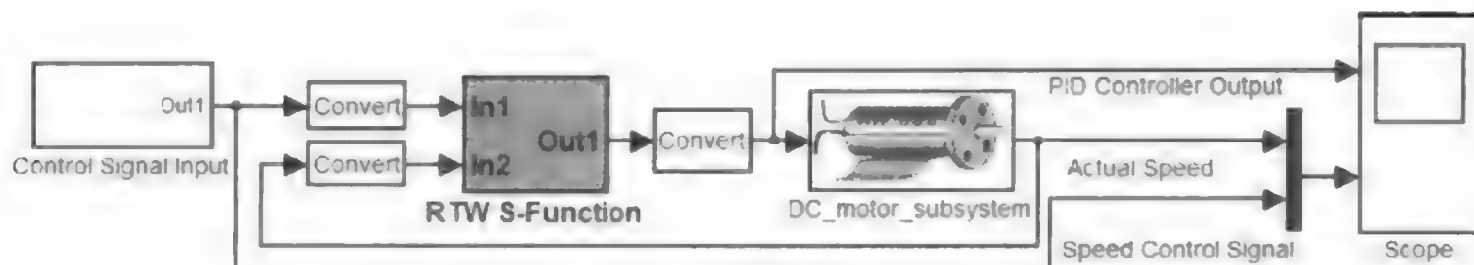 Out1
Control Signal Input
Convert
Convert
In1
In2
Out1
RTW S-Function
Convert
DC_motor_subsystem
PID Controller Output
Actual Speed
Speed Control Signal
Scope